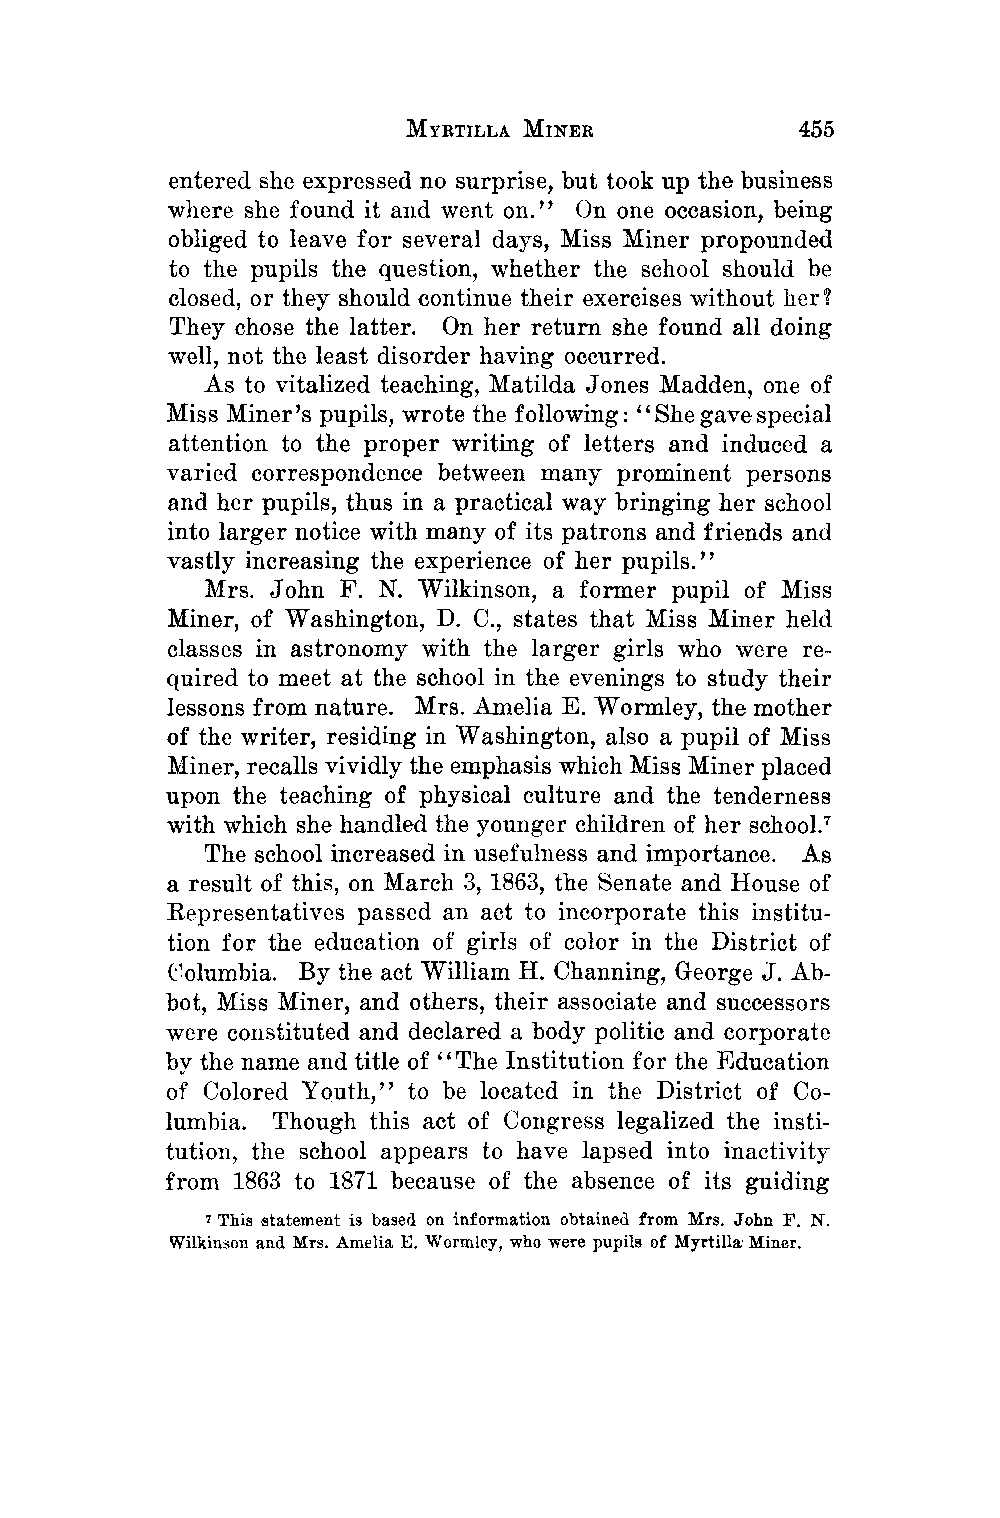 MYRTILLA MINER 455
entered she expressed no surprise, but took up the business
where she found it and went on.'' On one occasion, being
obliged to leave for several days, Miss Miner propounded
to the pupils the question, whether the school should be
closed, or they should continue their exercises without her?
They chose the latter. On her return she found all doing
well, not the least disorder having occurred.
As to vitalized teaching, Matilda Jones Madden, one of
Miss Miner's pupils, wrote the following: ''She gave special
attention to the proper writing of letters and induced a
varied correspondence between many prominent persons
and her pupils, thus in a practical way bringing her school
into larger notice with many of its patrons and friends and
vastly increasing the experience of her pupils.''
Mrs. John F. N. Wilkinson, a former pupil of Miss
Miner, of Washington, D. C., states that Miss Miner held
classes in astronomy with the larger girls who were re-
quired to meet at the school in the evenings to study their
lessons from nature. Mrs. Amelia E. Wormley, the mother
of the writer, residing in Washington, also a pupil of Miss
Miner, recalls vividly the emphasis which Miss Miner placed
upon the teaching of physical culture and the tenderness
with which she handled the younger children of her school.⁷
The school increased in usefulness and importance. As
a result of this, on March 3, 1863, the Senate and House of
Representatives passed an act to incorporate this institu-
tion for the education of girls of color in the District of
Columbia. By the act William H. Channing, George J. Ab-
bot, Miss Miner, and others, their associate and successors
were constituted and declared a body politic and corporate
by the name and title of ''The Institution for the Education
of Colored Youth,'' to be located in the District of Co-
lumbia. Though this act of Congress legalized the insti-
tution, the school appears to have lapsed into inactivity
from 1863 to 1871 because of the absence of its guiding
⁷ This statement is based on information obtained from Mrs. John F. N.
Wilkinson and Mrs. Amelia E. Wormley, who were pupils of Myrtilla Miner.